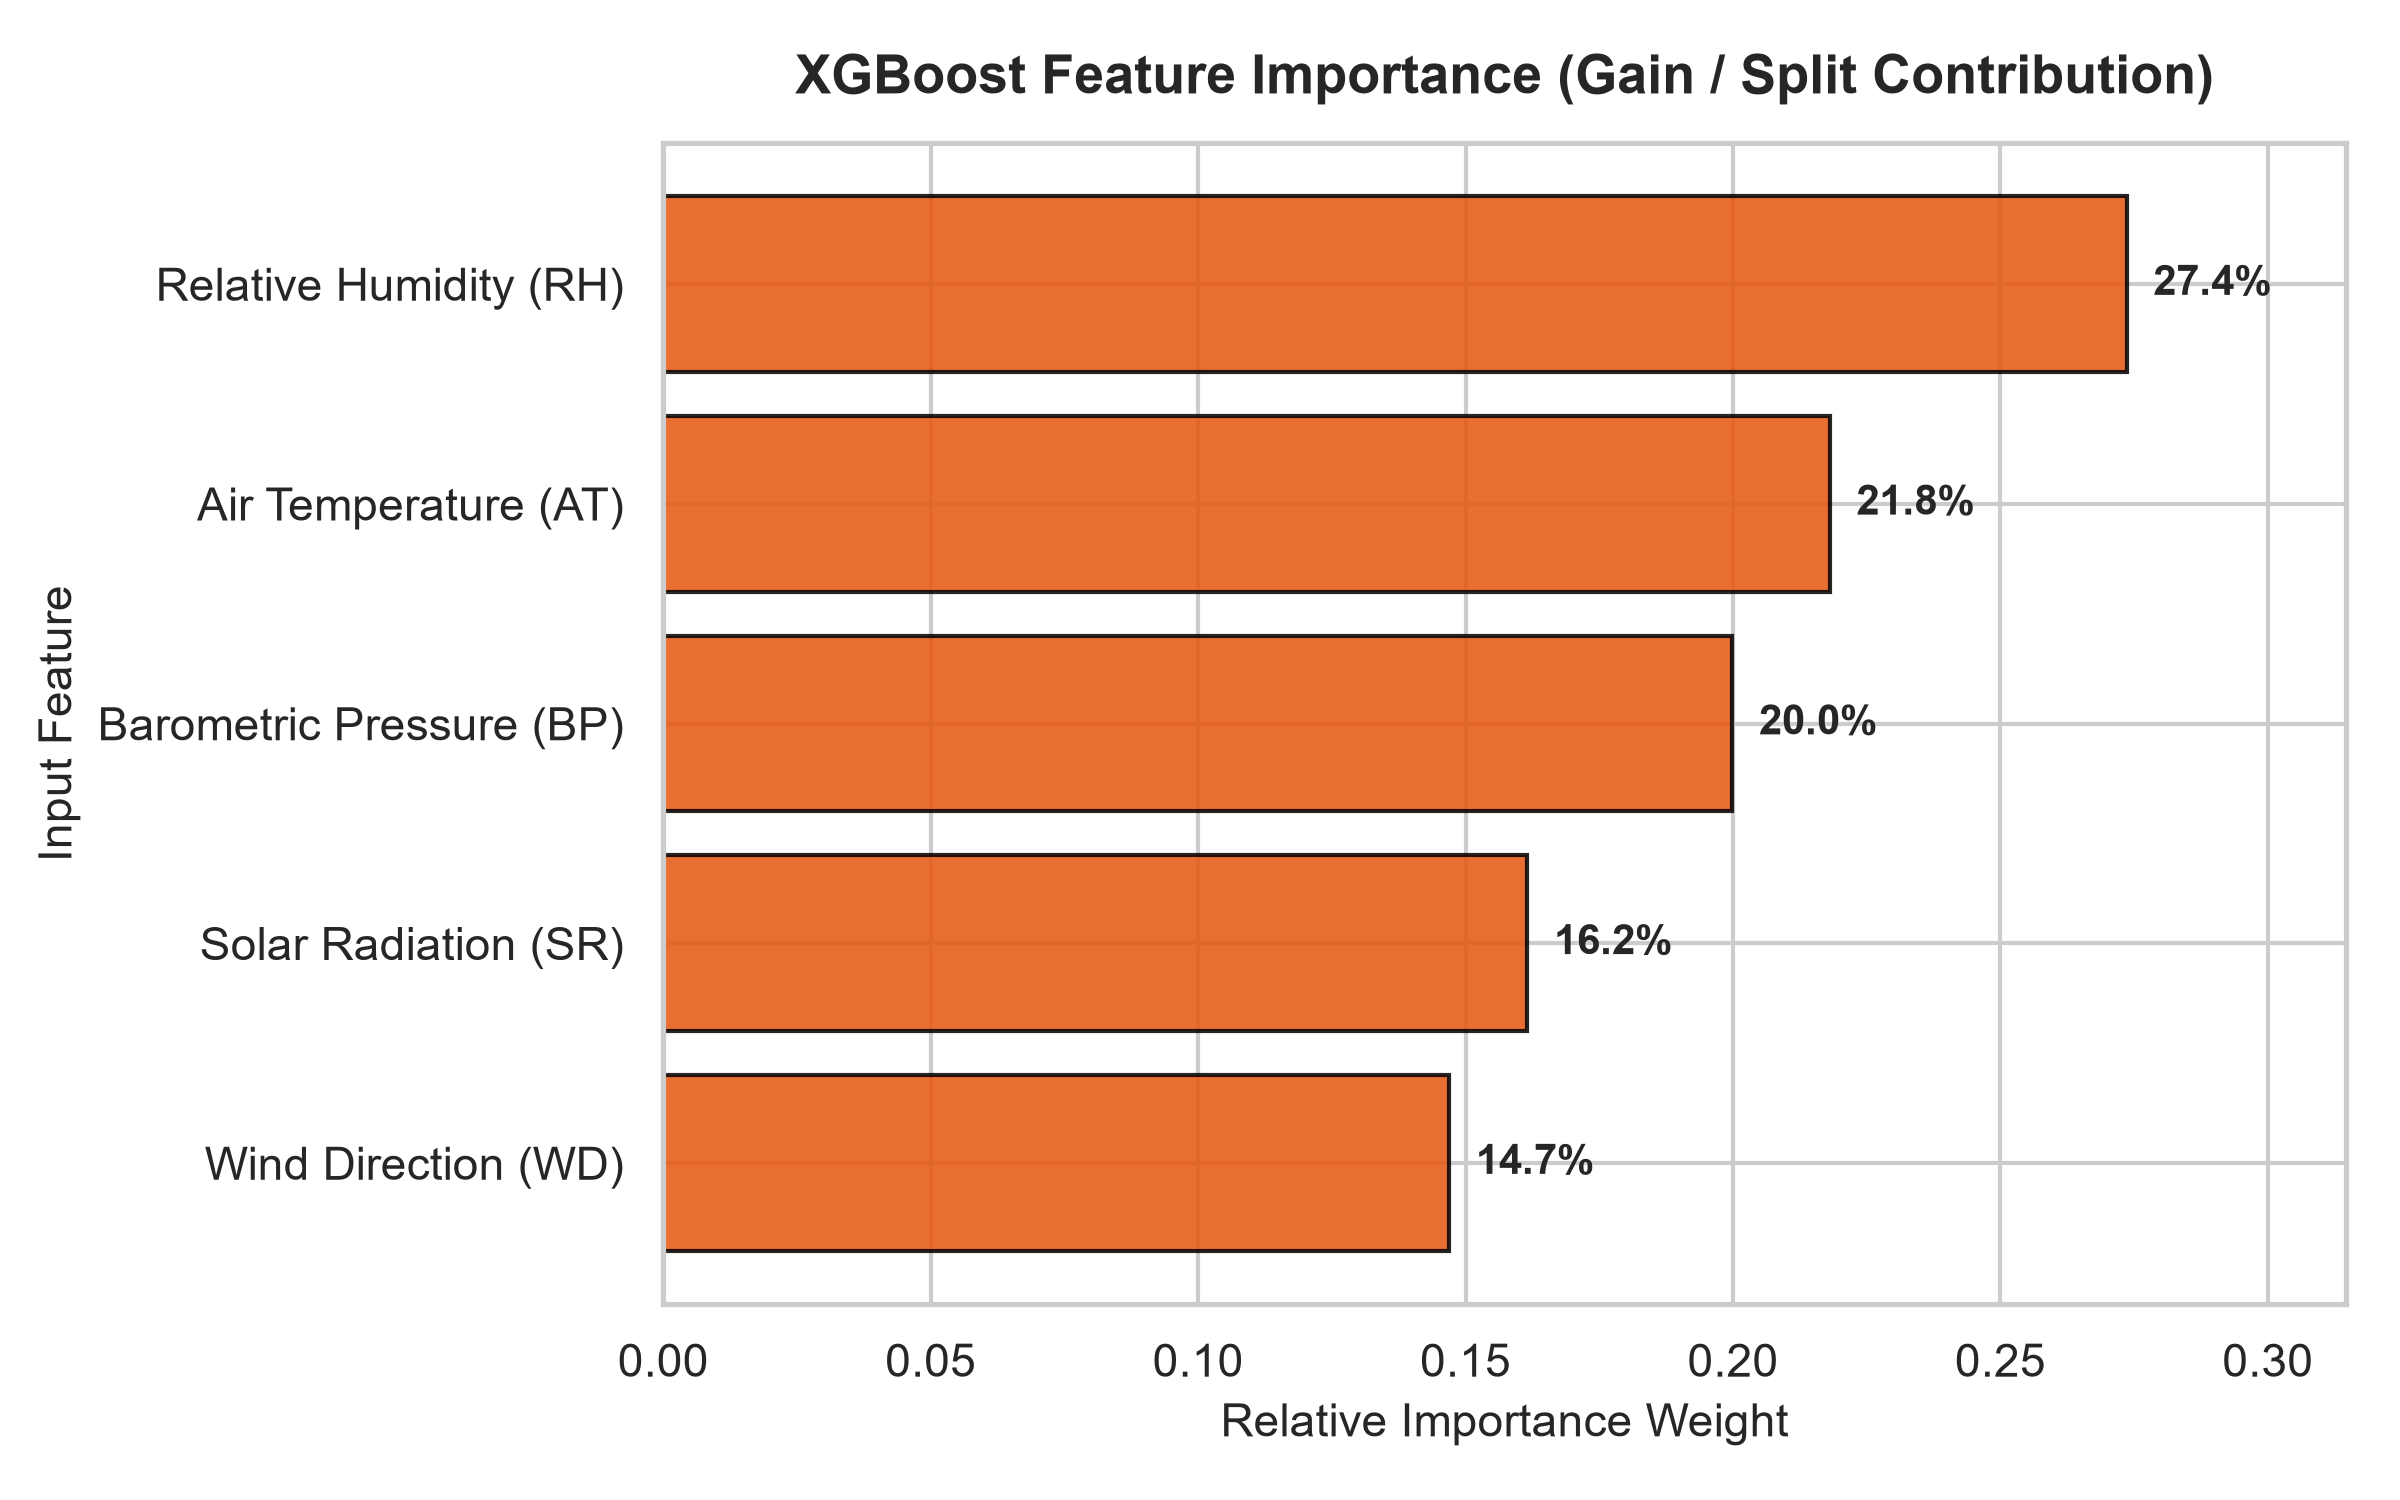 XGBoost Feature Importance (Gain / Split Contribution)
Relative Humidity (RH)
27.4%
Air Temperature (AT)
21.8%
Input Feature
Barometric Pressure (BP)
20.0%
Solar Radiation (SR)
16.2%
Wind Direction (WD)
14.7%
0.00 0.05 0.10 0.15 0.20 0.25 0.30
Relative Importance Weight